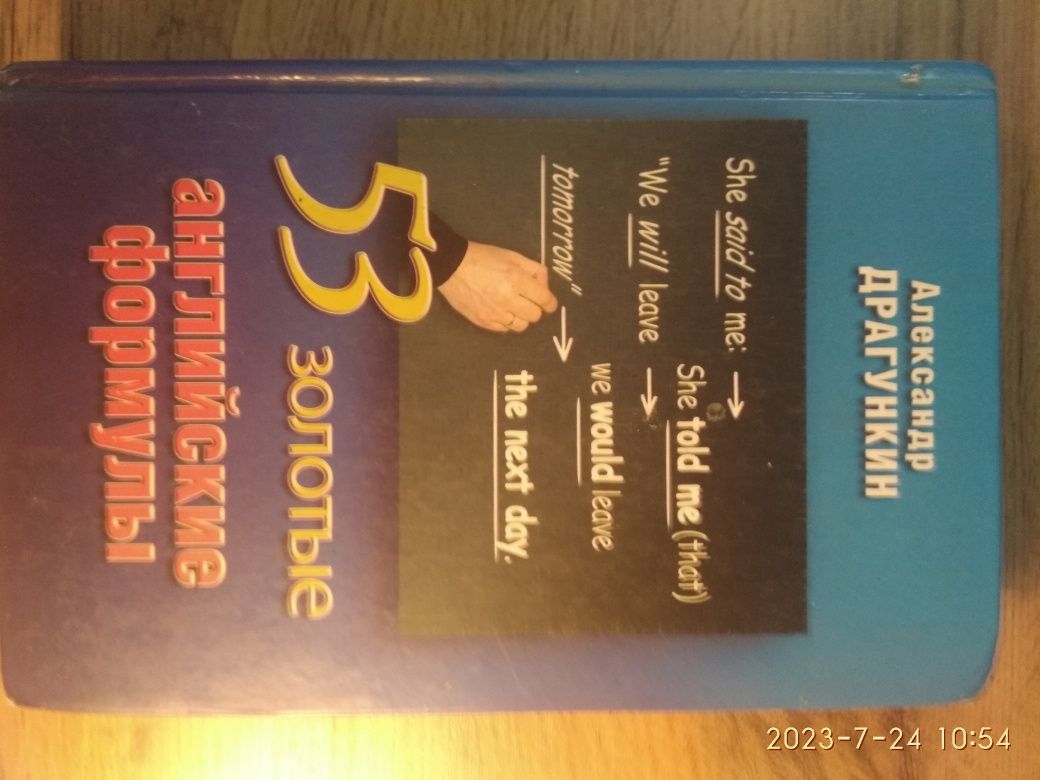 Александр
ДРАГУНКИН
She said to me: →
She told me (that)
"We will leave →
we would leave
tomorrow" →
the next day.
53 золотые
английские
формулы
2023-7-24 10:54